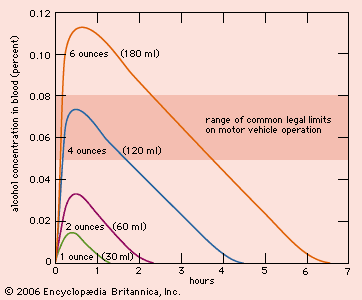 0.12
0.10
0.08
0.06
0.04
0.02
0
alcohol concentration in blood (percent)
6 ounces (180 ml)
range of common legal limits
on motor vehicle operation
4 ounces (120 ml)
2 ounces (60 ml)
1 ounce (30 ml)
0 1 2 3 4 5 6 7
hours
© 2006 Encyclopædia Britannica, Inc.